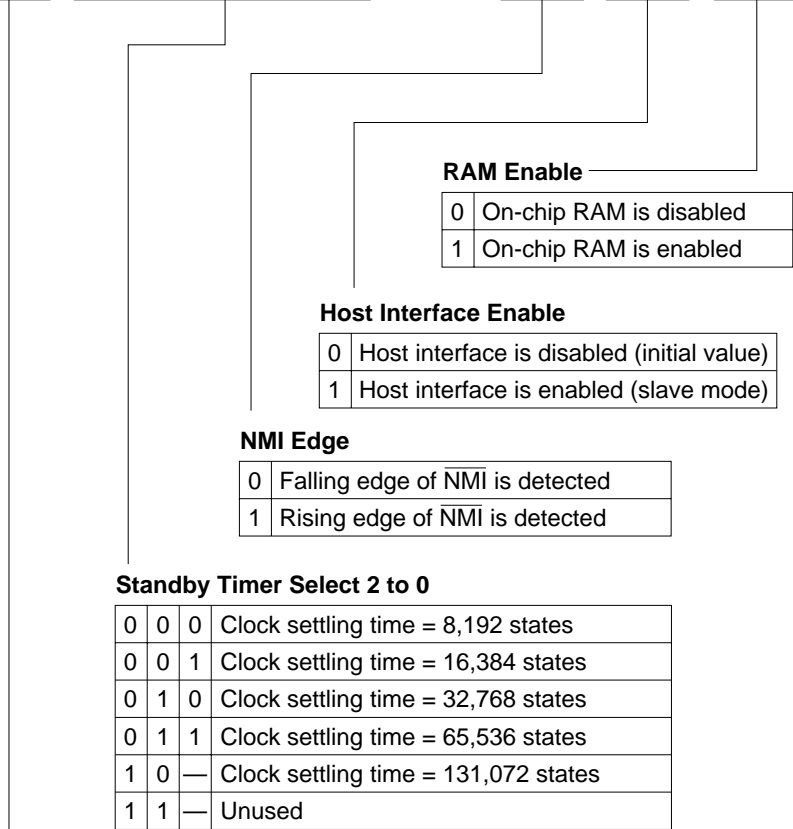 RAM Enable
0 On-chip RAM is disabled
1 On-chip RAM is enabled
Host Interface Enable
0 Host interface is disabled (initial value)
1 Host interface is enabled (slave mode)
NMI Edge
0 Falling edge of N̅M̅I̅ is detected
1 Rising edge of N̅M̅I̅ is detected
Standby Timer Select 2 to 0
0 0 0 Clock settling time = 8,192 states
0 0 1 Clock settling time = 16,384 states
0 1 0 Clock settling time = 32,768 states
0 1 1 Clock settling time = 65,536 states
1 0 — Clock settling time = 131,072 states
1 1 — Unused